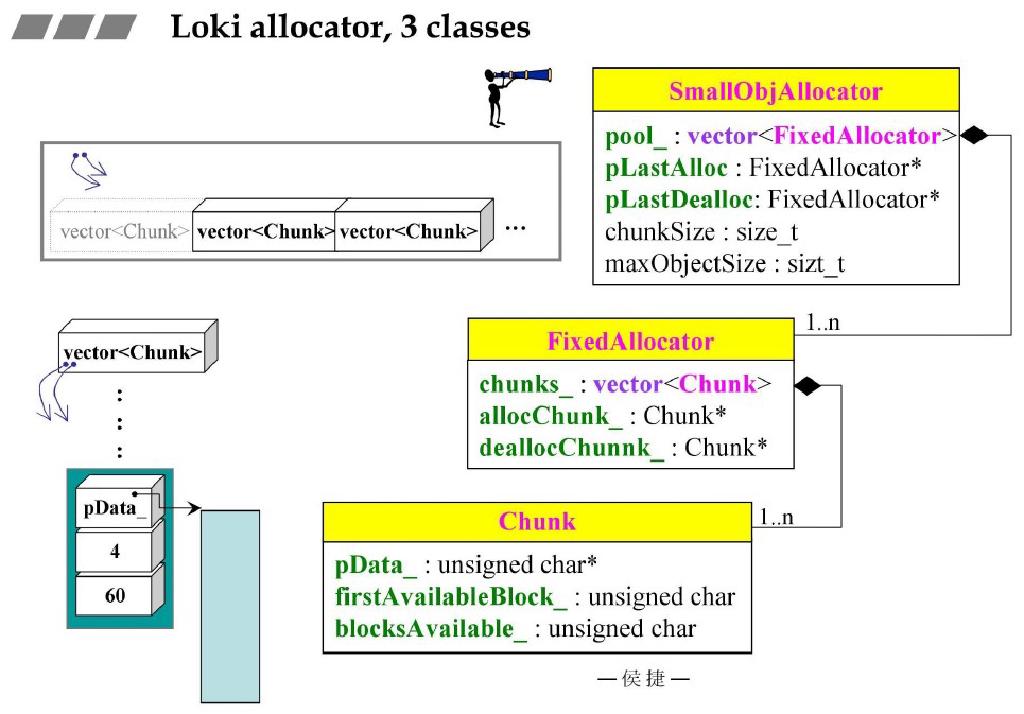 Loki allocator, 3 classes
SmallObjAllocator
pool_ : vector<FixedAllocator>
pLastAlloc : FixedAllocator*
pLastDealloc: FixedAllocator*
chunkSize : size_t
maxObjectSize : sizt_t
vector<Chunk>
vector<Chunk>
vector<Chunk>
...
1..n
FixedAllocator
chunks_ : vector<Chunk>
allocChunk_ : Chunk*
deallocChunnk_ : Chunk*
vector<Chunk>
:
:
:
pData_
4
60
1..n
Chunk
pData_ : unsigned char*
firstAvailableBlock_ : unsigned char
blocksAvailable_ : unsigned char
— 侯捷 —